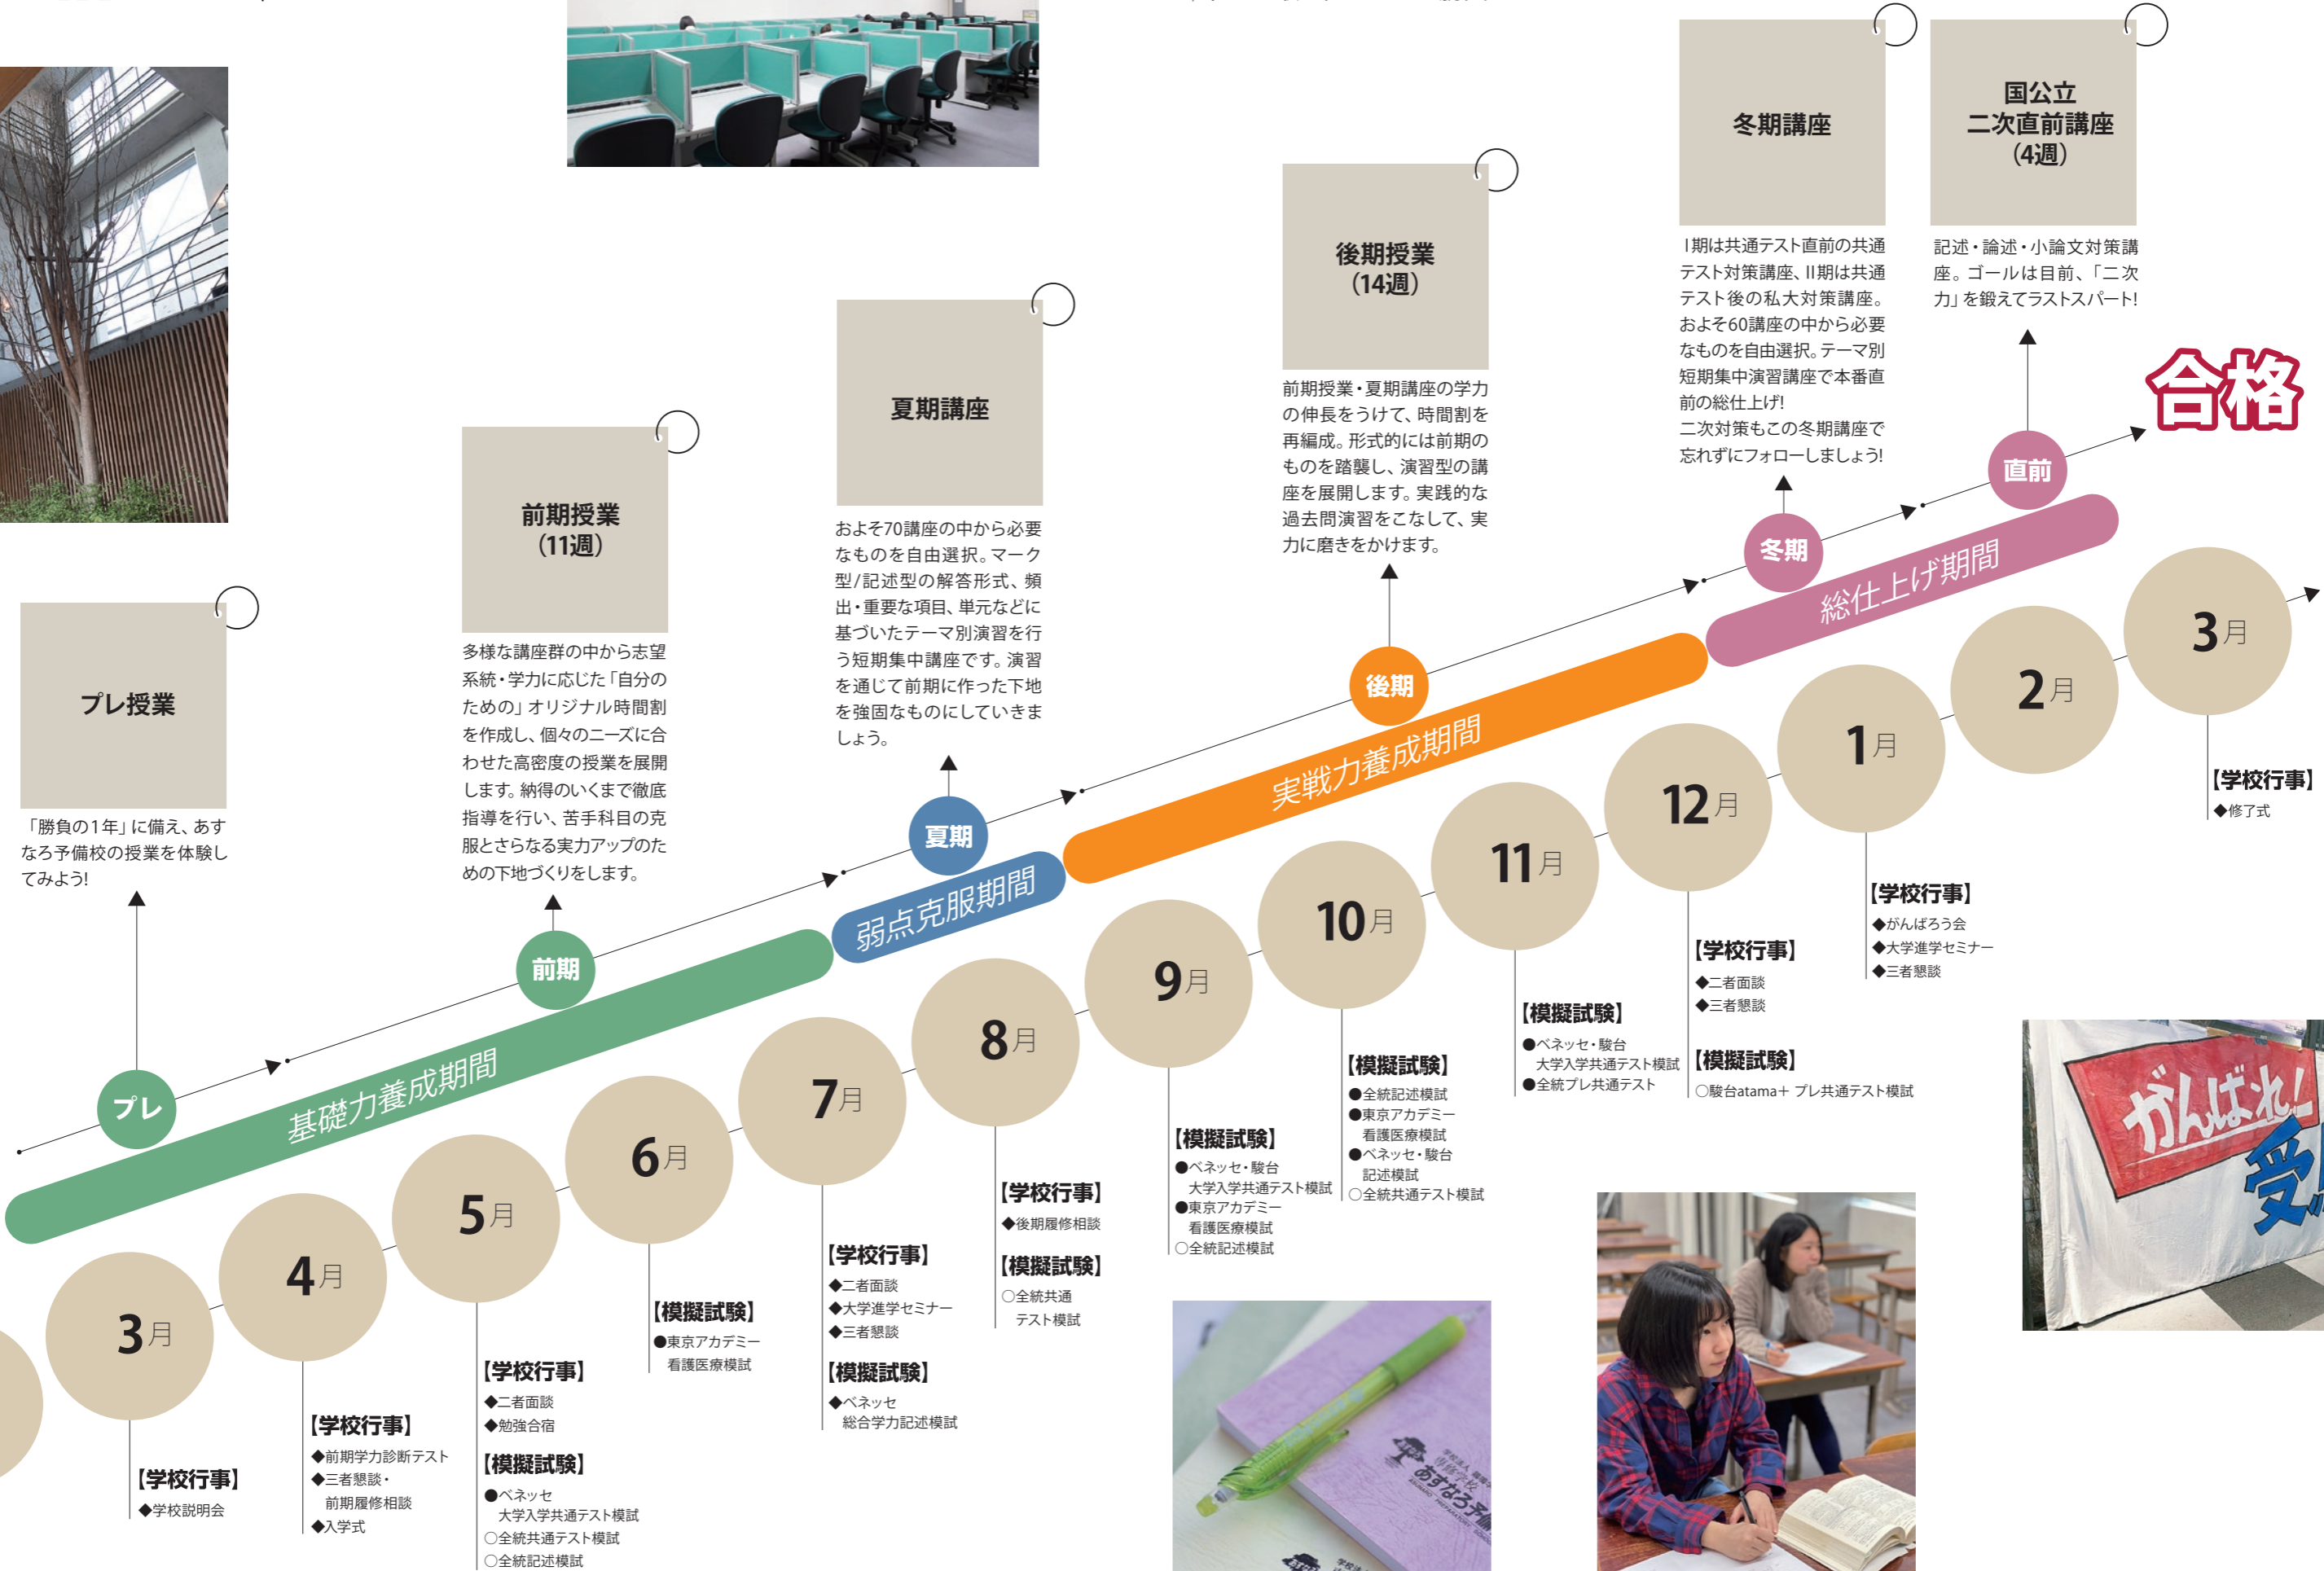 プレ授業
「勝負の1年」に備え、あす
なろ予備校の授業を体験し
てみよう!
前期授業
(11週)
多様な講座群の中から志望
系統・学力に応じた「自分の
ための」オリジナル時間割
を作成し、個々のニーズに合
わせた高密度の授業を展開
します。納得のいくまで徹底
指導を行い、苦手科目の克
服とさらなる実力アップのた
めの下地づくりをします。
夏期講座
およそ70講座の中から必要
なものを自由選択。マーク
型/記述型の解答形式、頻
出・重要な項目、単元などに
基づいたテーマ別演習を行
う短期集中講座です。演習
を通じて前期に作った下地
を強固なものにしていきま
しょう。
後期授業
(14週)
前期授業・夏期講座の学力
の伸長をうけて、時間割を
再編成。形式的には前期の
ものを踏襲し、演習型の講
座を展開します。実践的な
過去問演習をこなして、実
力に磨きをかけます。
冬期講座
I期は共通テスト直前の共通
テスト対策講座、II期は共通
テスト後の私大対策講座。
およそ60講座の中から必要
なものを自由選択。テーマ別
短期集中演習講座で本番直
前の総仕上げ!
二次対策もこの冬期講座で
忘れずにフォローしましょう!
国公立
二次直前講座
(4週)
記述・論述・小論文対策講
座。ゴールは目前、「二次
力」を鍛えてラストスパート!
合格
プレ
前期
夏期
後期
冬期
直前
基礎力養成期間
弱点克服期間
実戦力養成期間
総仕上げ期間
3月
【学校行事】
◆学校説明会
4月
【学校行事】
◆前期学力診断テスト
◆三者懇談・
前期履修相談
◆入学式
5月
【学校行事】
◆二者面談
◆勉強合宿
【模擬試験】
●ベネッセ
大学入学共通テスト模試
○全統共通テスト模試
○全統記述模試
6月
【模擬試験】
●東京アカデミー
看護医療模試
7月
【学校行事】
◆二者面談
◆大学進学セミナー
◆三者懇談
【模擬試験】
◆ベネッセ
総合学力記述模試
8月
【学校行事】
◆後期履修相談
【模擬試験】
○全統共通
テスト模試
9月
【模擬試験】
●ベネッセ・駿台
大学入学共通テスト模試
●東京アカデミー
看護医療模試
○全統記述模試
10月
【模擬試験】
●全統記述模試
●東京アカデミー
看護医療模試
●ベネッセ・駿台
記述模試
○全統共通テスト模試
11月
【模擬試験】
●ベネッセ・駿台
大学入学共通テスト模試
●全統プレ共通テスト
12月
【学校行事】
◆二者面談
◆三者懇談
【模擬試験】
○駿台atama+ プレ共通テスト模試
1月
【学校行事】
◆がんばろう会
◆大学進学セミナー
◆三者懇談
2月
3月
【学校行事】
◆修了式
がんばれ!
受
専修学校
あすなろ予備